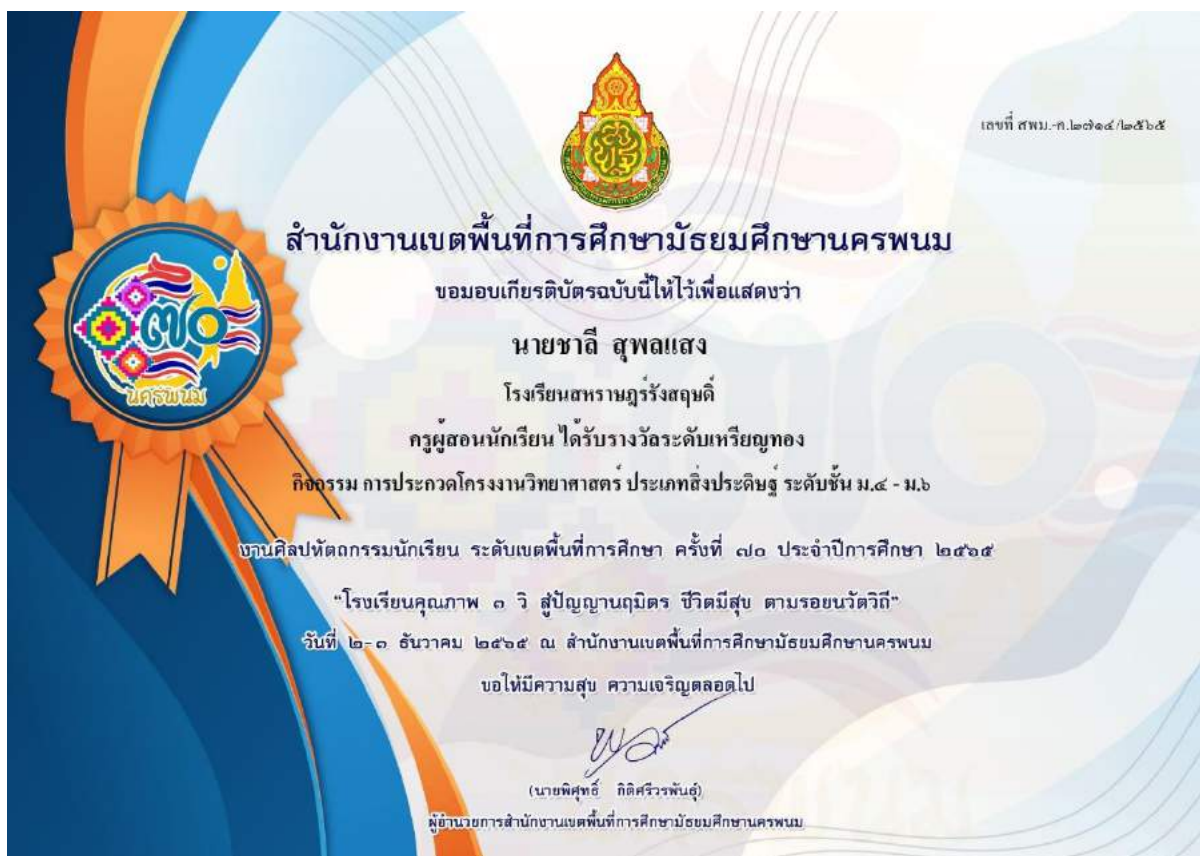 เลขที่ สพม.-ค.๒๗๑๔/๒๕๖๕
สำนักงานเขตพื้นที่การศึกษามัธยมศึกษานครพนม
ขอมอบเกียรติบัตรฉบับนี้ให้ไว้เพื่อแสดงว่า
นายชาลี สุพลแสง
โรงเรียนสหราษฎร์รังสฤษดิ์
ครูผู้สอนนักเรียน ได้รับรางวัลระดับเหรียญทอง
กิจกรรม การประกวดโครงงานวิทยาศาสตร์ ประเภทสิ่งประดิษฐ์ ระดับชั้น ม.๔ - ม.๖
๗๐
นครพนม
งานศิลปหัตถกรรมนักเรียน ระดับเขตพื้นที่การศึกษา ครั้งที่ ๗๐ ประจำปีการศึกษา ๒๕๖๕
“โรงเรียนคุณภาพ ๓ วิ สู่ปัญญานฤมิตร ชีวิตมีสุข ตามรอยนวัตวิถี”
วันที่ ๒-๓ ธันวาคม ๒๕๖๕ ณ สำนักงานเขตพื้นที่การศึกษามัธยมศึกษานครพนม
ขอให้มีความสุข ความเจริญตลอดไป
(นายพิศุทธิ์ กิติศรีวรพันธุ์)
ผู้อำนวยการสำนักงานเขตพื้นที่การศึกษามัธยมศึกษานครพนม